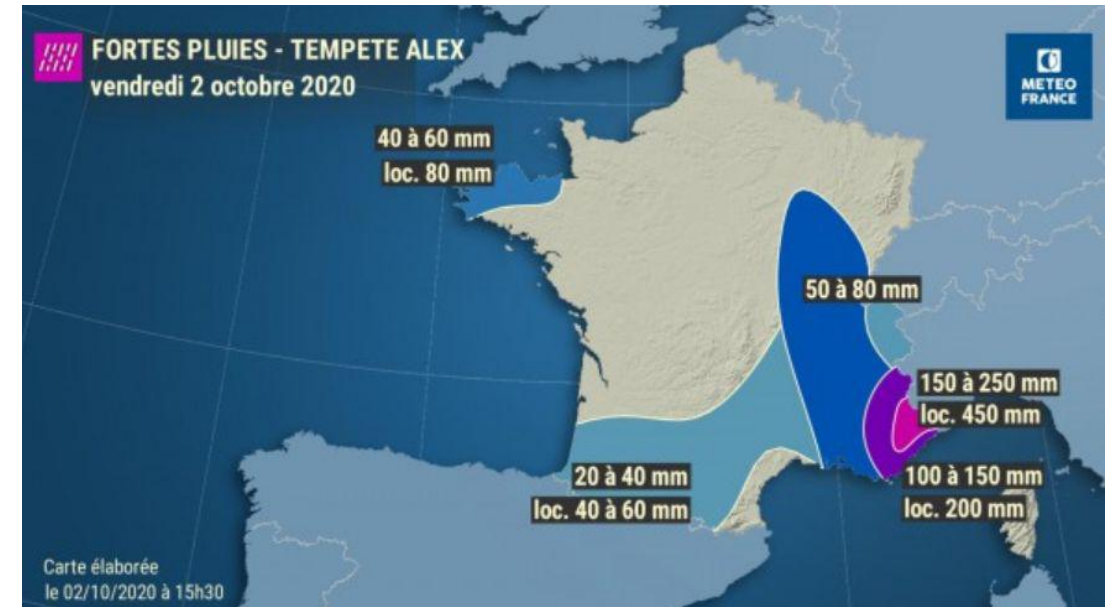 FORTES PLUIES - TEMPETE ALEX
vendredi 2 octobre 2020
METEO
FRANCE
40 à 60 mm
loc. 80 mm
50 à 80 mm
150 à 250 mm
loc. 450 mm
20 à 40 mm
loc. 40 à 60 mm
100 à 150 mm
loc. 200 mm
Carte élaborée
le 02/10/2020 à 15h30